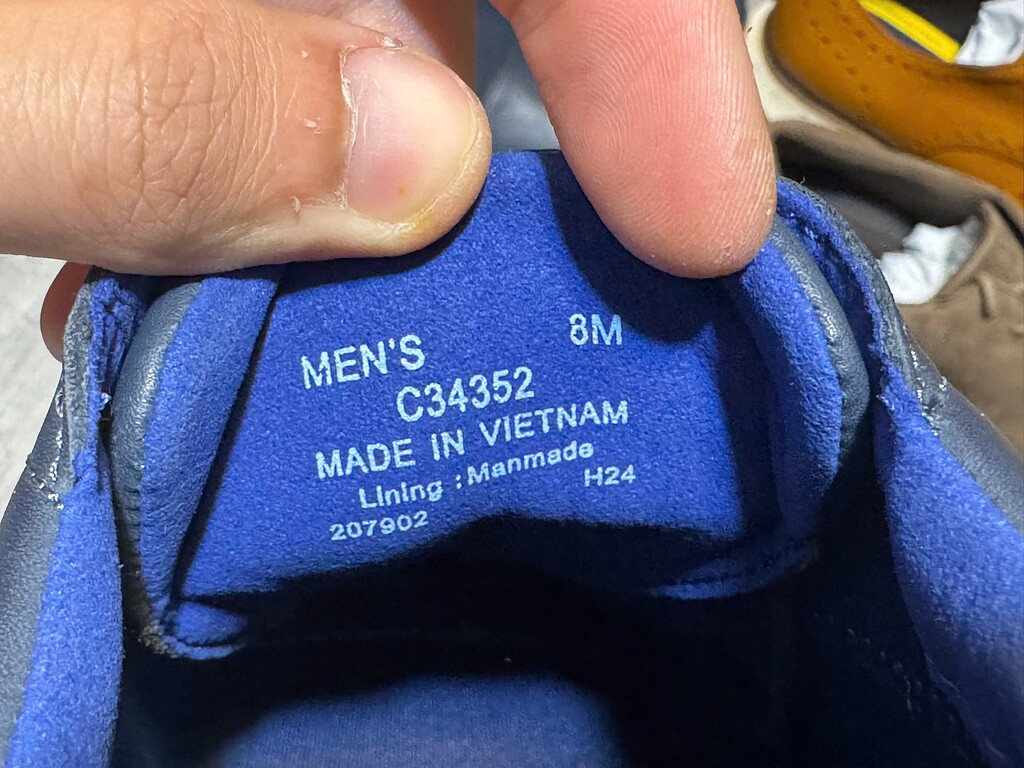 MEN'S 8M
C34352
MADE IN VIETNAM
Lining : Manmade
207902 H24